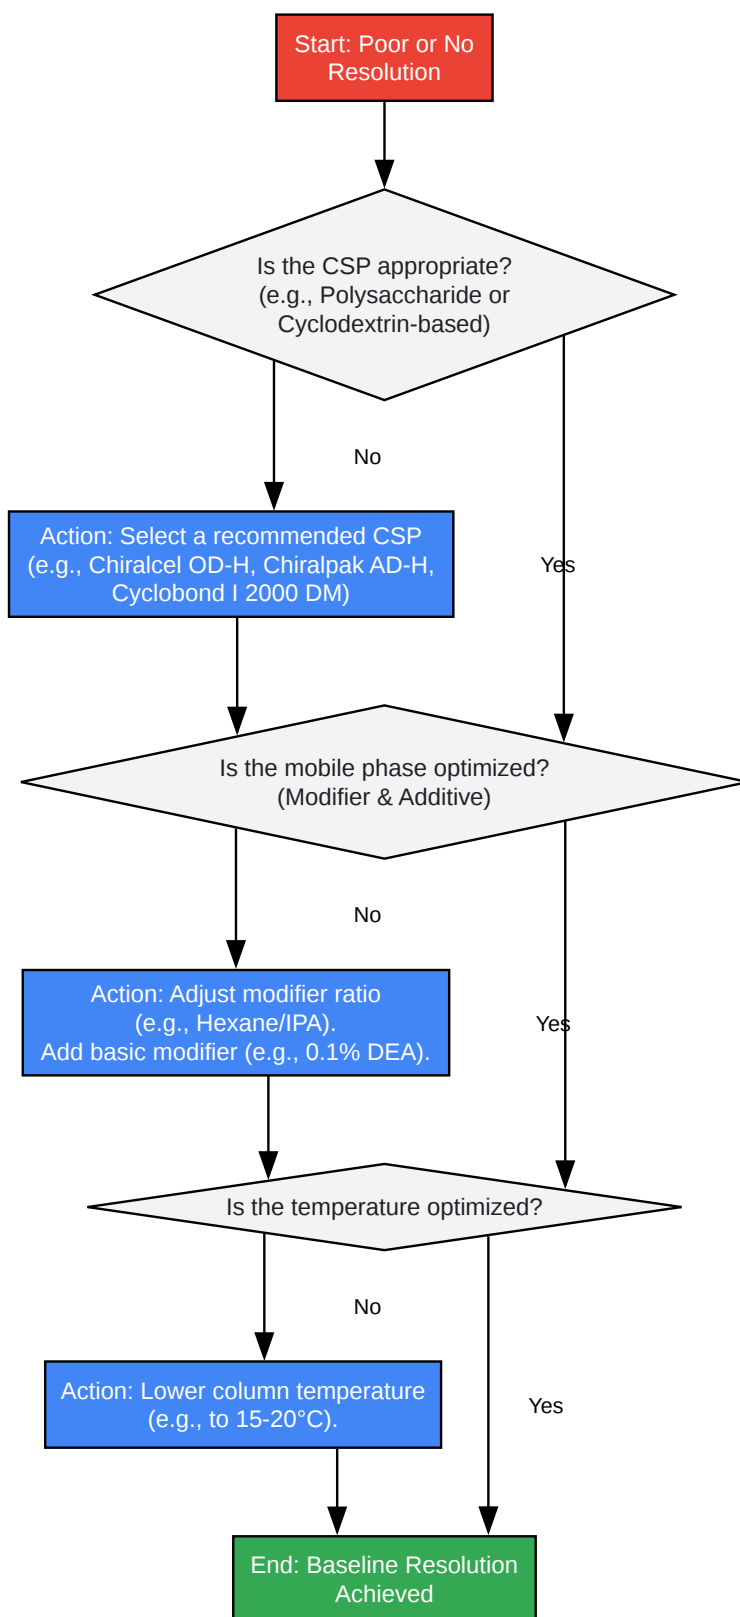 Start: Poor or No
Resolution
Is the CSP appropriate?
(e.g., Polysaccharide or
Cyclodextrin-based)
No
Action: Select a recommended CSP
(e.g., Chiralcel OD-H, Chiralpak AD-H,
Cyclobond I 2000 DM)
Yes
Is the mobile phase optimized?
(Modifier & Additive)
No
Action: Adjust modifier ratio
(e.g., Hexane/IPA).
Add basic modifier (e.g., 0.1% DEA).
Yes
Is the temperature optimized?
No
Action: Lower column temperature
(e.g., to 15-20°C).
Yes
End: Baseline Resolution
Achieved